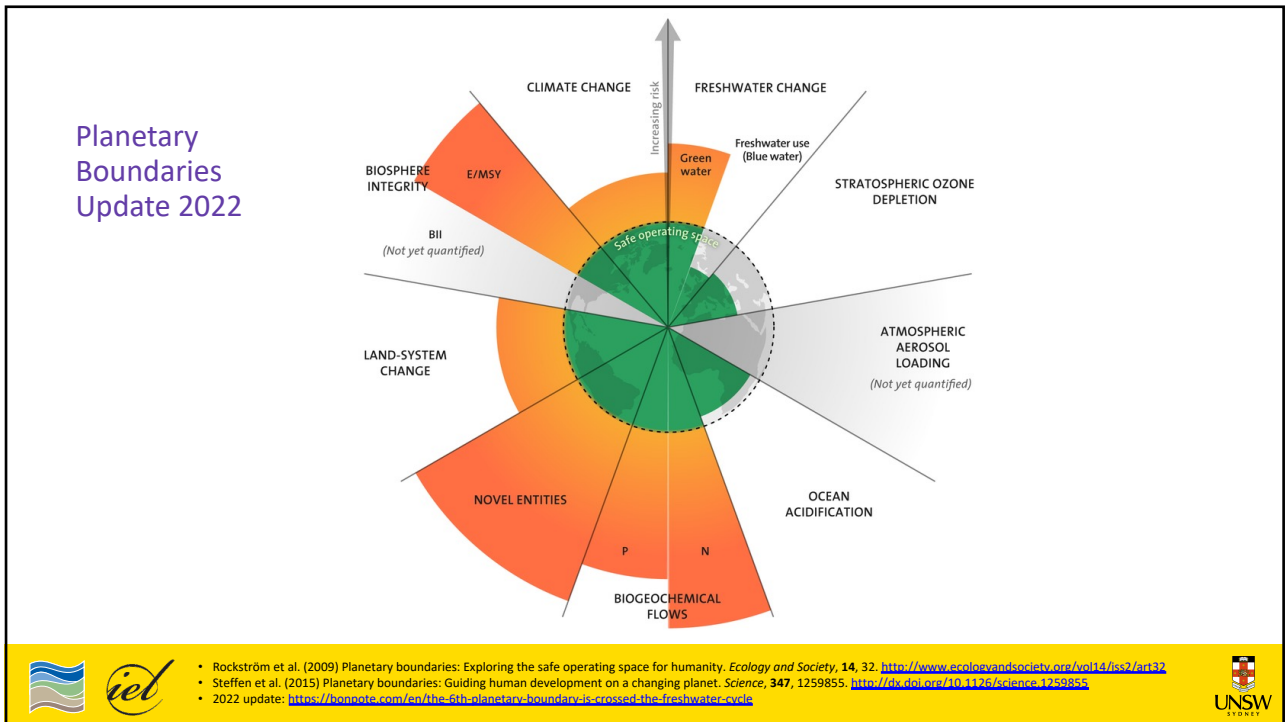 Planetary
Boundaries
Update 2022
CLIMATE CHANGE
FRESHWATER CHANGE
Increasing risk
Green
water
Freshwater use
(Blue water)
BIOSPHERE
INTEGRITY
E/MSY
STRATOSPHERIC OZONE
DEPLETION
BII
(Not yet quantified)
Safe operating space
LAND-SYSTEM
CHANGE
ATMOSPHERIC
AEROSOL
LOADING
(Not yet quantified)
NOVEL ENTITIES
OCEAN
ACIDIFICATION
P
N
BIOGEOCHEMICAL
FLOWS
iel
• Rockström et al. (2009) Planetary boundaries: Exploring the safe operating space for humanity. Ecology and Society, 14, 32. http://www.ecologyandsociety.org/vol14/iss2/art32
• Steffen et al. (2015) Planetary boundaries: Guiding human development on a changing planet. Science, 347, 1259855. http://dx.doi.org/10.1126/science.1259855
• 2022 update: https://bonpote.com/en/the-6th-planetary-boundary-is-crossed-the-freshwater-cycle
UNSW
SYDNEY